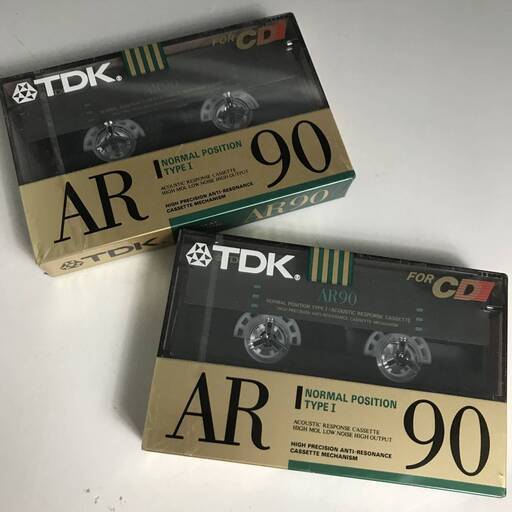 TDK®
FOR CD
NORMAL POSITION
TYPE I
ACOUSTIC RESPONSE CASSETTE
HIGH MOL LOW NOISE HIGH OUTPUT
HIGH PRECISION ANTI-RESONANCE
CASSETTE MECHANISM
AR
90
AR90
TDK®
FOR CD
AR90
NORMAL POSITION TYPE I · ACOUSTIC RESPONSE CASSETTE
HIGH PRECISION ANTI-RESONANCE CASSETTE MECHANISM
NORMAL POSITION
TYPE I
ACOUSTIC RESPONSE CASSETTE
HIGH MOL LOW NOISE HIGH OUTPUT
HIGH PRECISION ANTI-RESONANCE
CASSETTE MECHANISM
AR
90